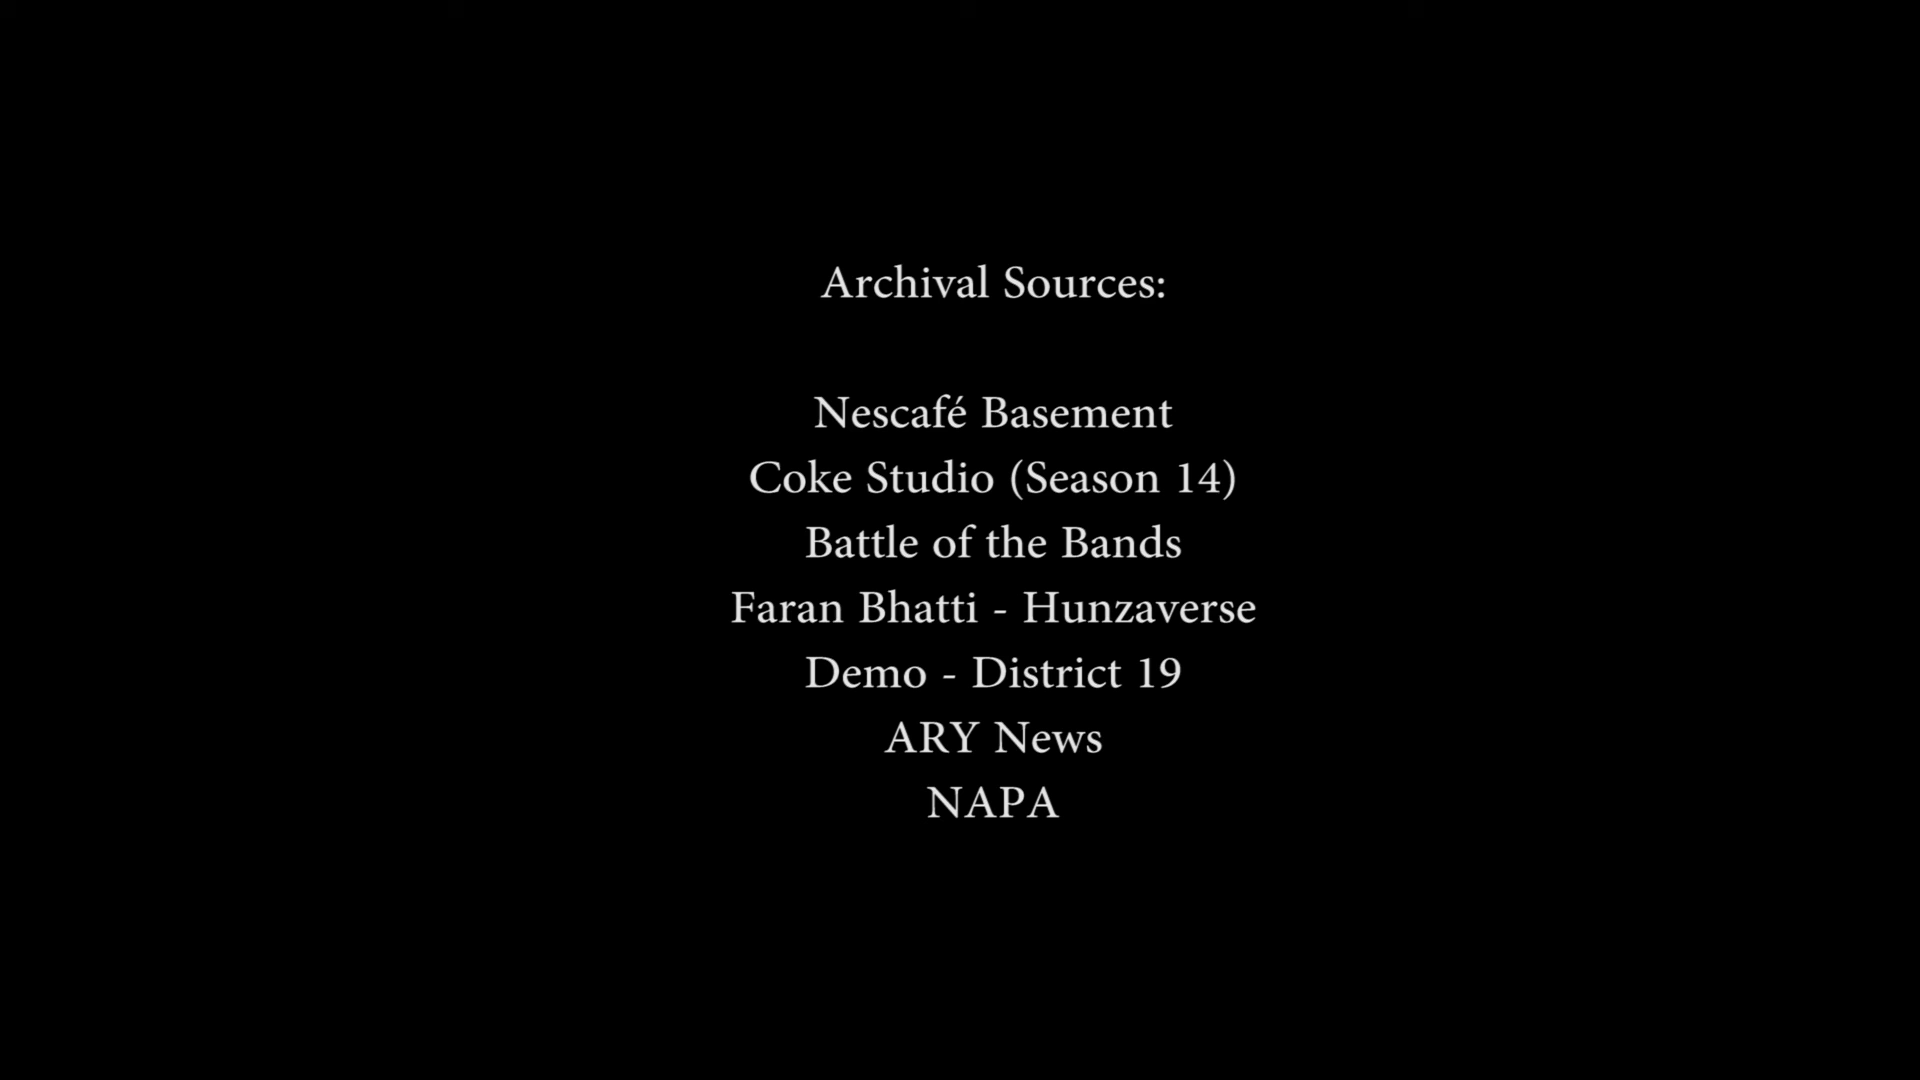 Archival Sources:
Nescafé Basement
Coke Studio (Season 14)
Battle of the Bands
Faran Bhatti - Hunzaverse
Demo - District 19
ARY News
NAPA